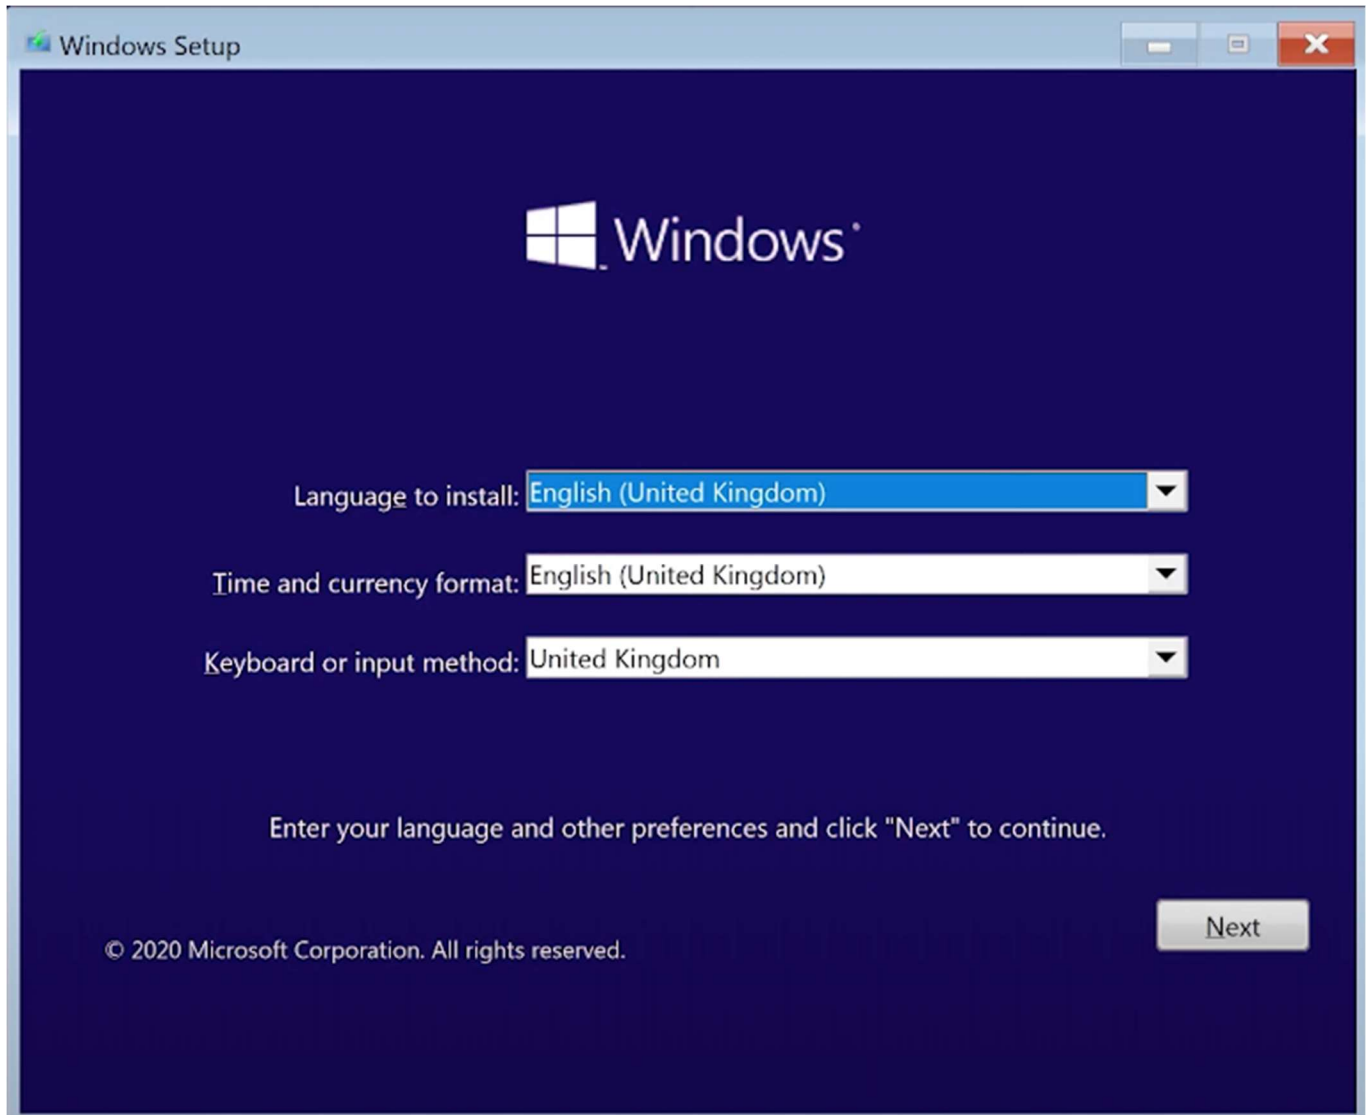 Windows Setup
Windows
Language to install: English (United Kingdom)
Time and currency format: English (United Kingdom)
Keyboard or input method: United Kingdom
Enter your language and other preferences and click "Next" to continue.
Next
© 2020 Microsoft Corporation. All rights reserved.